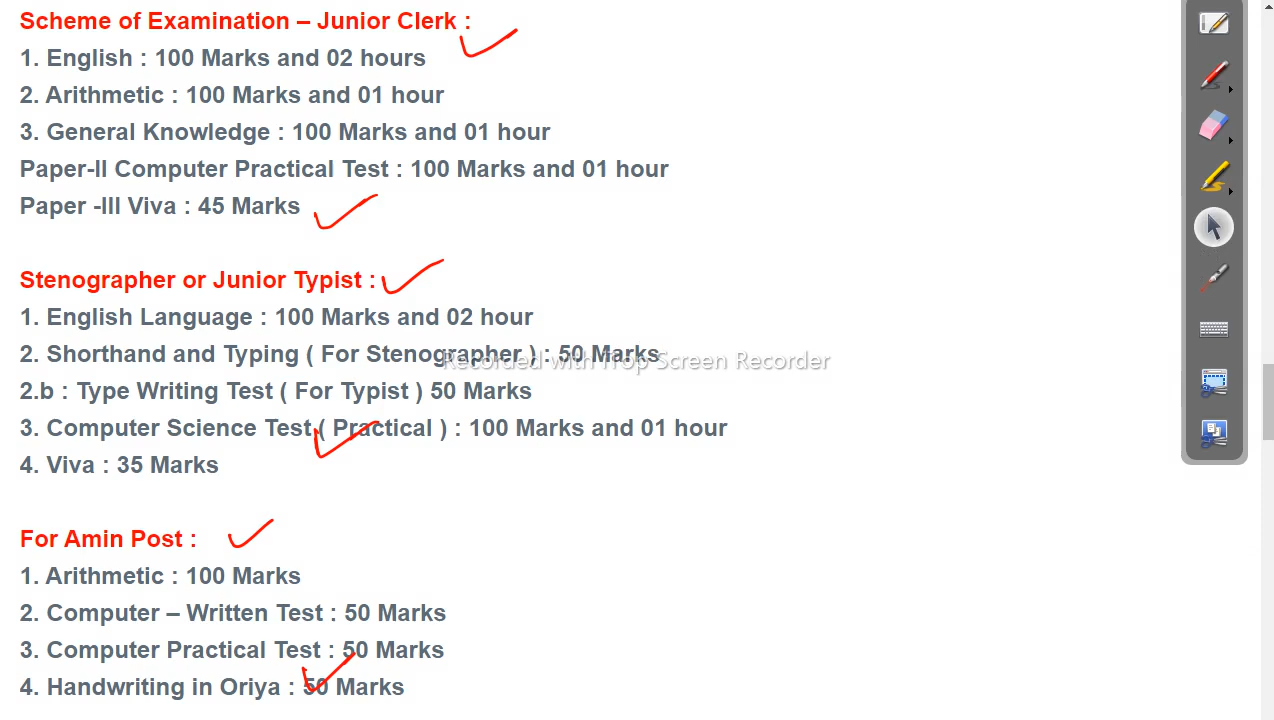 Scheme of Examination – Junior Clerk :
1. English : 100 Marks and 02 hours
2. Arithmetic : 100 Marks and 01 hour
3. General Knowledge : 100 Marks and 01 hour
Paper-II Computer Practical Test : 100 Marks and 01 hour
Paper -III Viva : 45 Marks
Stenographer or Junior Typist :
1. English Language : 100 Marks and 02 hour
2. Shorthand and Typing ( For Stenographer ) : 50 Marks
Recorded with iTop Screen Recorder
2.b : Type Writing Test ( For Typist ) 50 Marks
3. Computer Science Test ( Practical ) : 100 Marks and 01 hour
4. Viva : 35 Marks
For Amin Post :
1. Arithmetic : 100 Marks
2. Computer – Written Test : 50 Marks
3. Computer Practical Test : 50 Marks
4. Handwriting in Oriya : 50 Marks